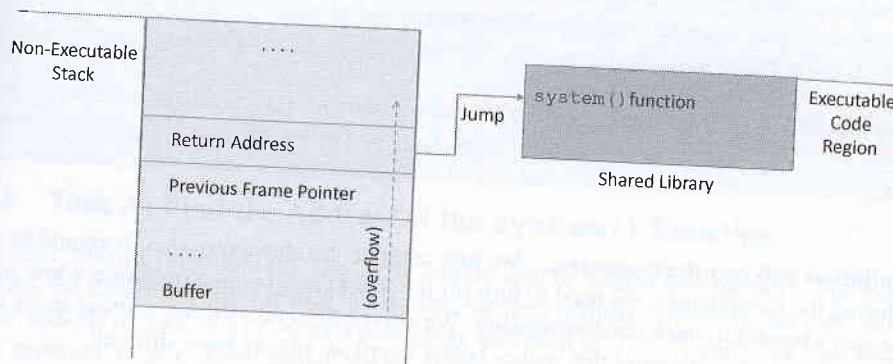 Non-Executable
Stack
. . . .
Return Address
Previous Frame Pointer
. . . .
Buffer
(overflow)
Jump
system()function
Shared Library
Executable
Code
Region